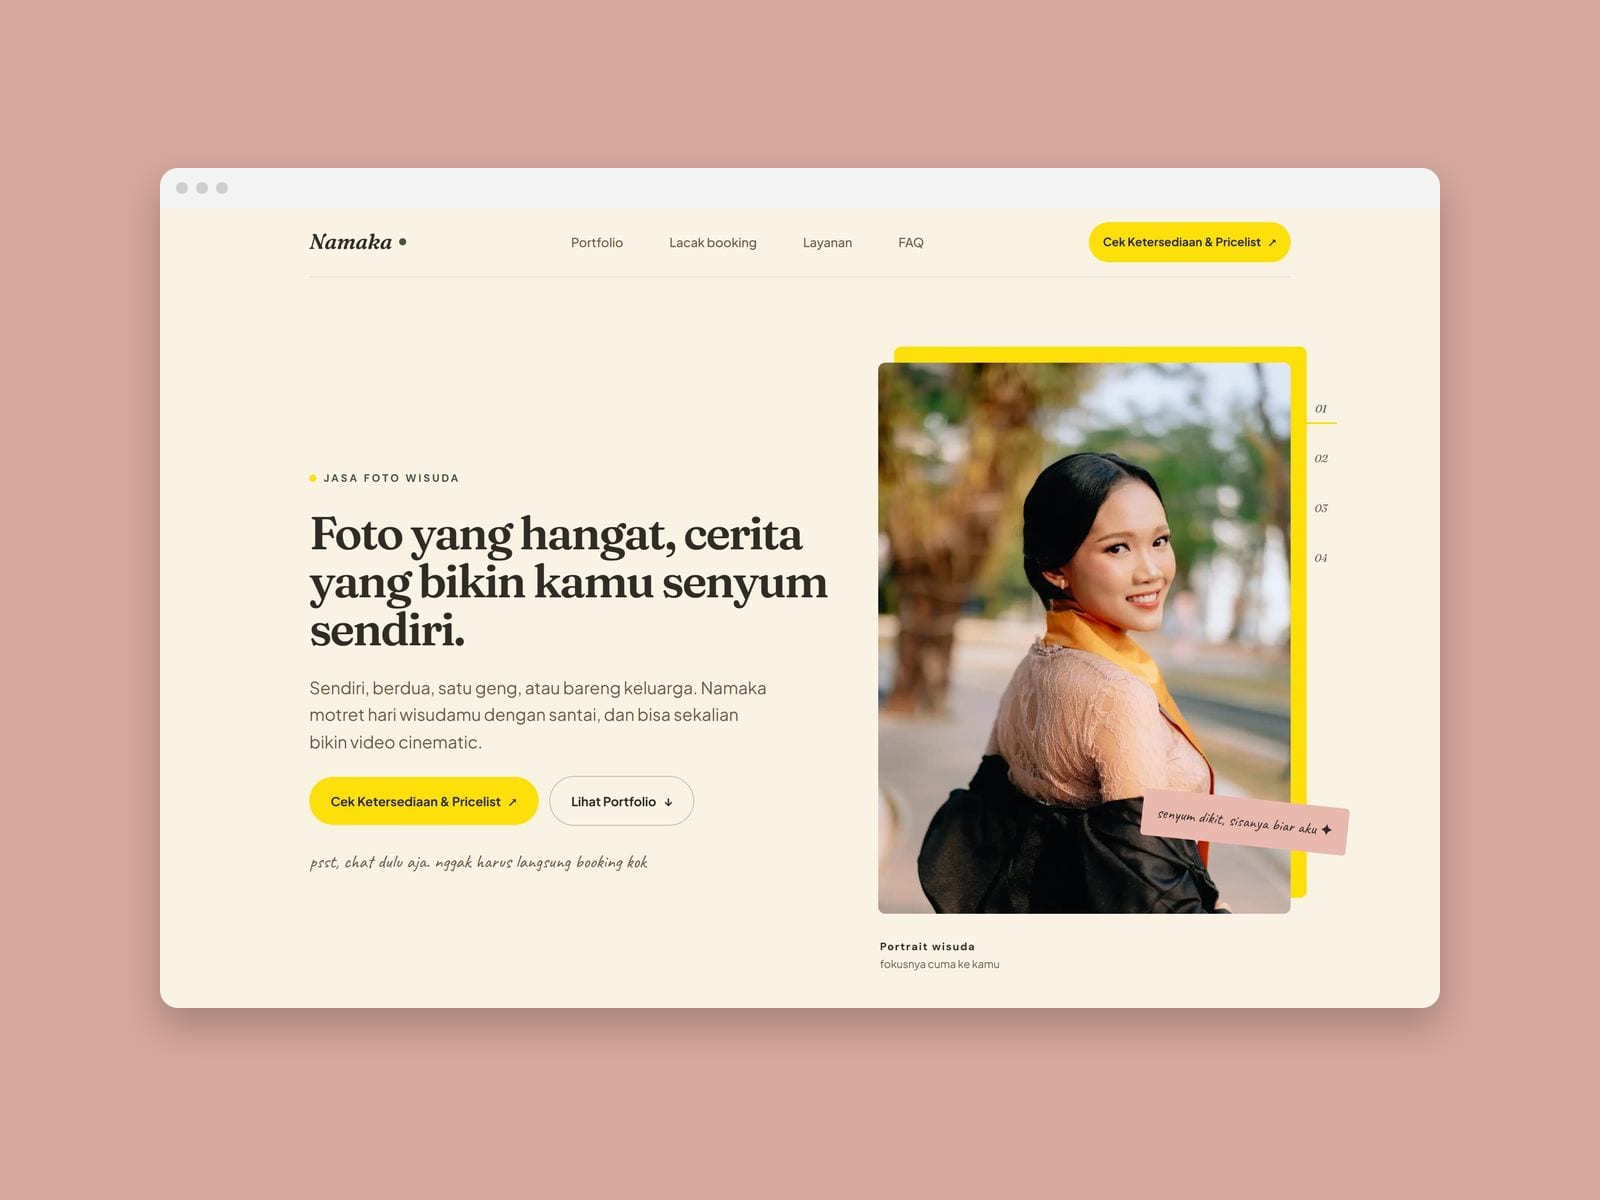 Namaka
Portfolio
Lacak booking
Layanan
FAQ
Cek Ketersediaan & Pricelist ↗
JASA FOTO WISUDA
Foto yang hangat, cerita
yang bikin kamu senyum
sendiri.
Sendiri, berdua, satu geng, atau bareng keluarga. Namaka
motret hari wisudamu dengan santai, dan bisa sekalian
bikin video cinematic.
Cek Ketersediaan & Pricelist ↗
Lihat Portfolio ↓
psst, chat dulu aja. nggak harus langsung booking kok
01
02
03
04
senyum dikit, sisanya biar aku ✦
Portrait wisuda
fokusnya cuma ke kamu